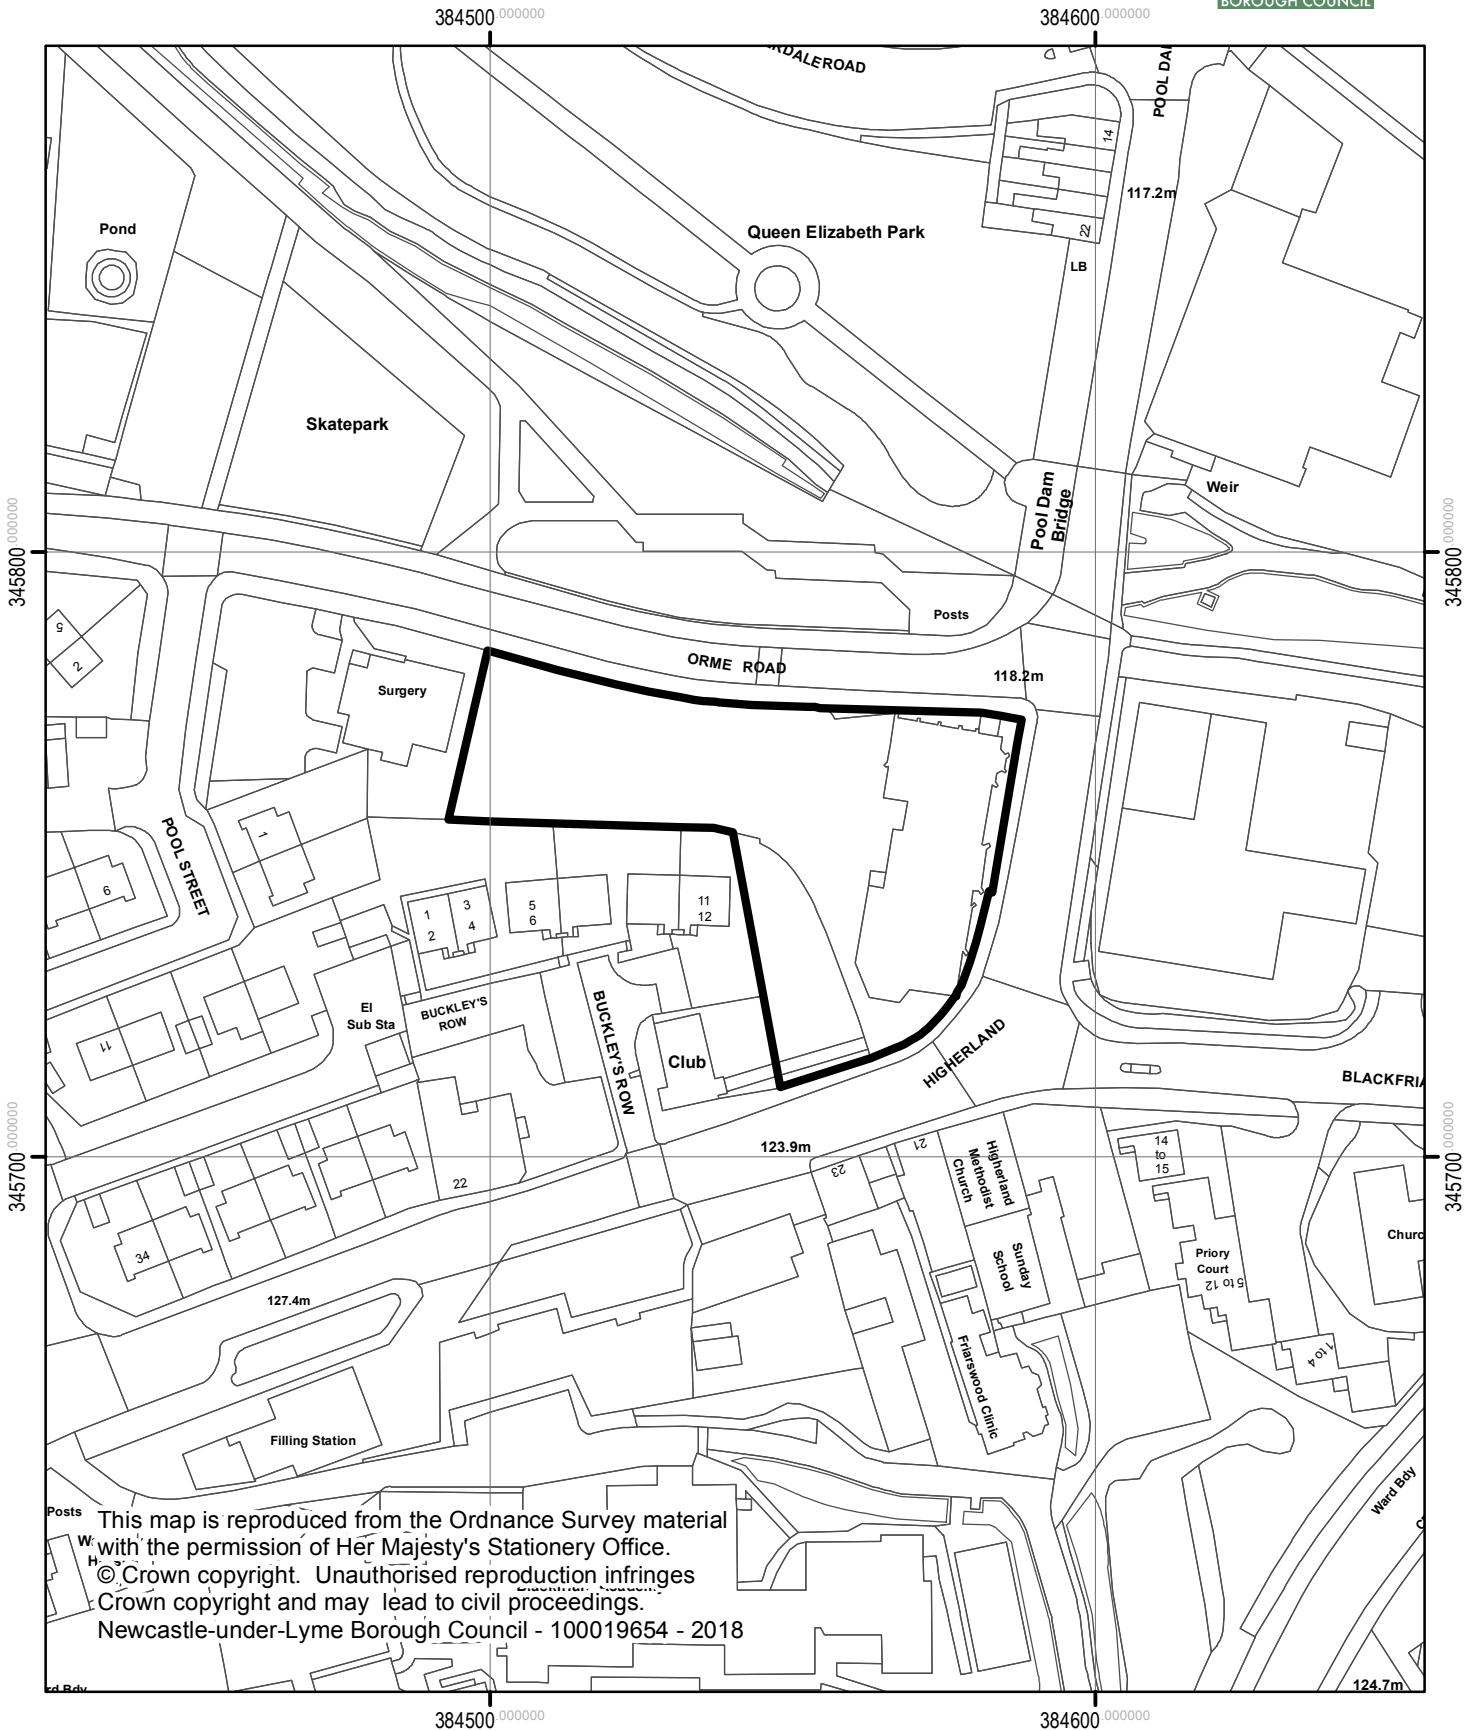 BOROUGH COUNCIL
384500.000000
384600.000000
POOL DA
14
117.2m
Pond
Queen Elizabeth Park
22
LB
Skatepark
Weir
Pool Dam
Bridge
345800.000000
345800.000000
Posts
5
2
ORME ROAD
118.2m
Surgery
POOL STREET
1
6
1
2
3
4
5
6
11
12
El
Sub Sta
BUCKLEY'S
ROW
BUCKLEY'S ROW
11
Club
HIGHERLAND
BLACKFRIA
123.9m
345700.000000
345700.000000
23
21
Higherland
Methodist
Church
14
to
15
22
34
Sunday
School
Priory
Court
5 to 12
Churc
127.4m
1 to 4
Friarswood Clinic
Filling Station
Ward Bdy
Posts
This map is reproduced from the Ordnance Survey material
with the permission of Her Majesty's Stationery Office.
© Crown copyright. Unauthorised reproduction infringes
Crown copyright and may lead to civil proceedings.
Newcastle-under-Lyme Borough Council - 100019654 - 2018
rd Bdy
124.7m
384500.000000
384600.000000